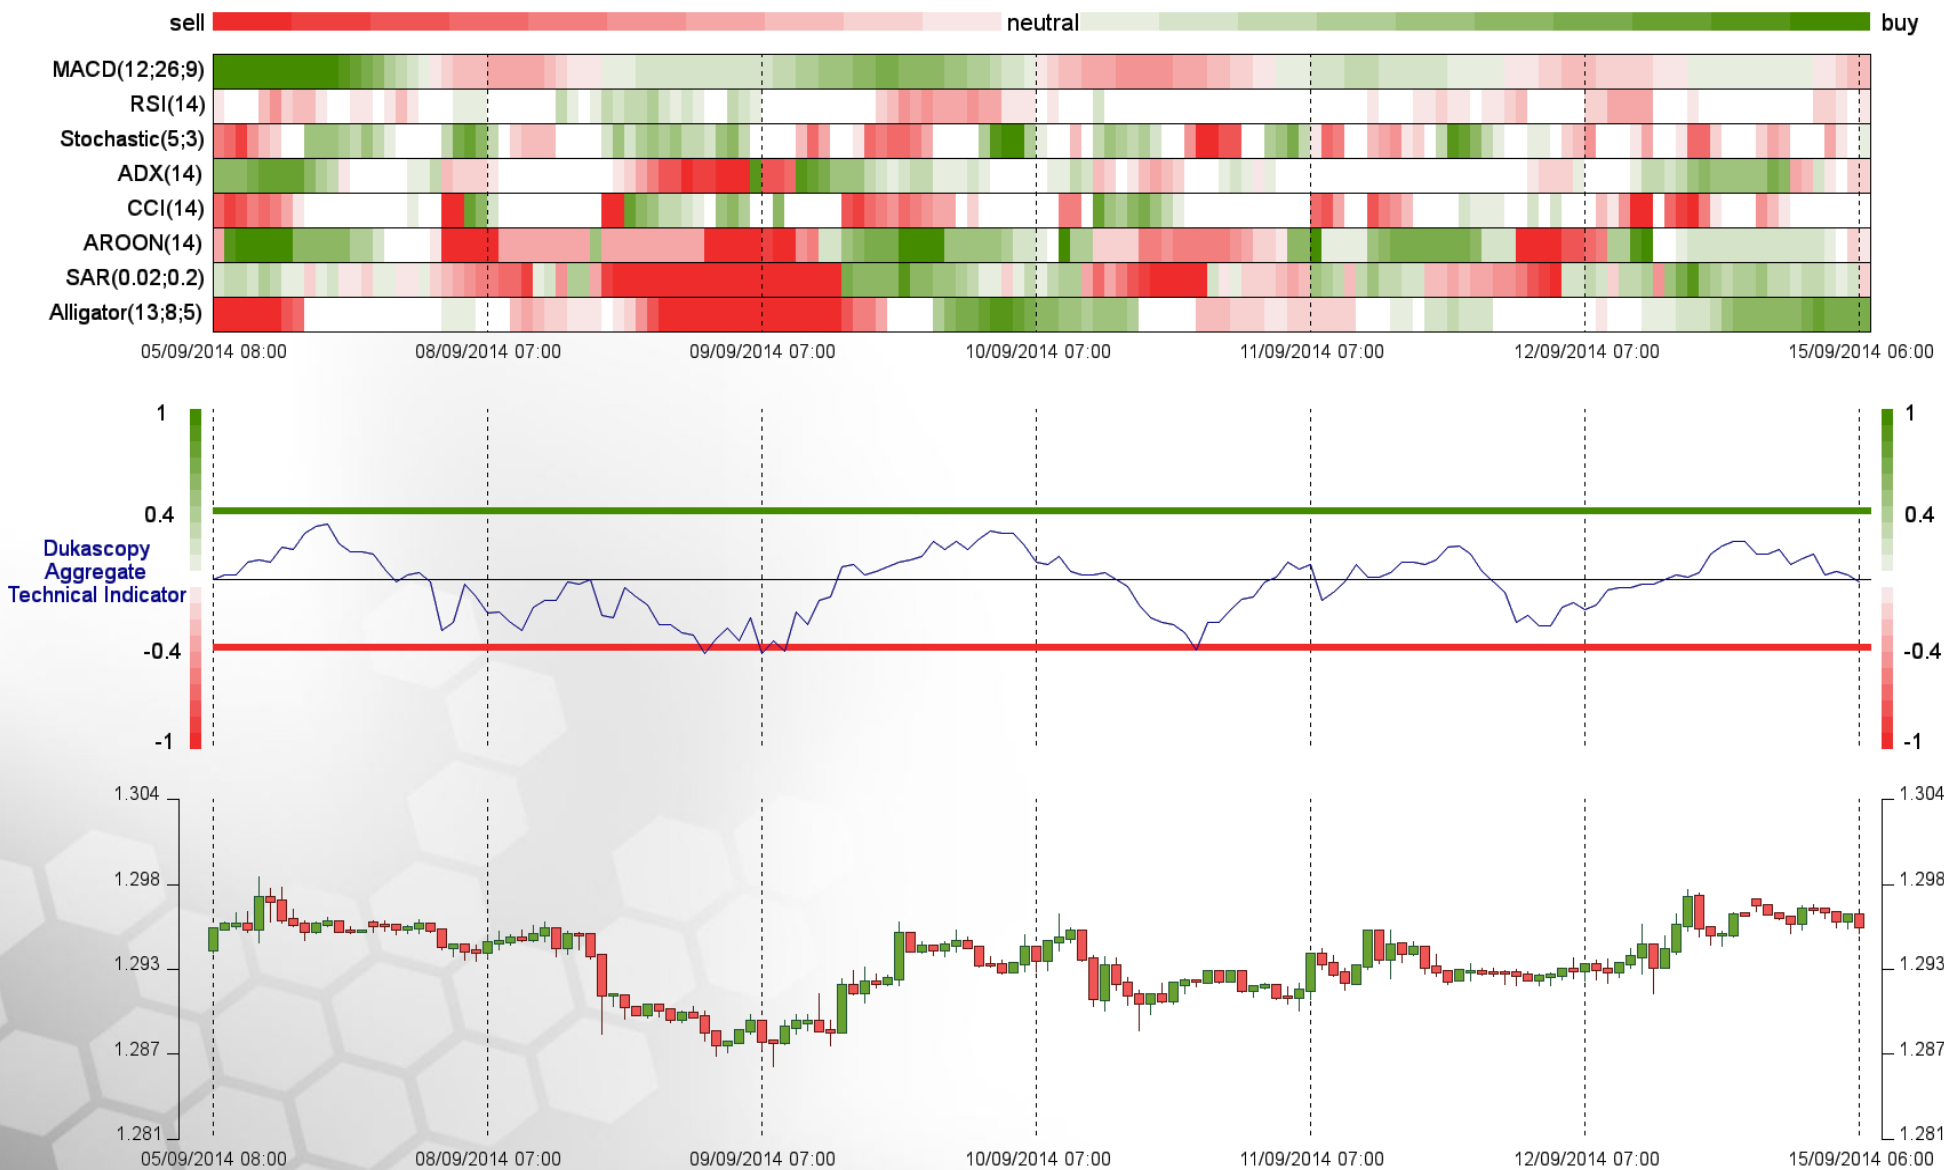 sell neutral buy
MACD(12;26;9)
RSI(14)
Stochastic(5;3)
ADX(14)
CCI(14)
AROON(14)
SAR(0.02;0.2)
Alligator(13;8;5)
05/09/2014 08:00 08/09/2014 07:00 09/09/2014 07:00 10/09/2014 07:00 11/09/2014 07:00 12/09/2014 07:00 15/09/2014 06:00
1 1
0.4 0.4
Dukascopy
Aggregate
Technical Indicator
-0.4 -0.4
-1 -1
1.304 1.304
1.298 1.298
1.293 1.293
1.287 1.287
1.281 1.281
05/09/2014 08:00 08/09/2014 07:00 09/09/2014 07:00 10/09/2014 07:00 11/09/2014 07:00 12/09/2014 07:00 15/09/2014 06:00